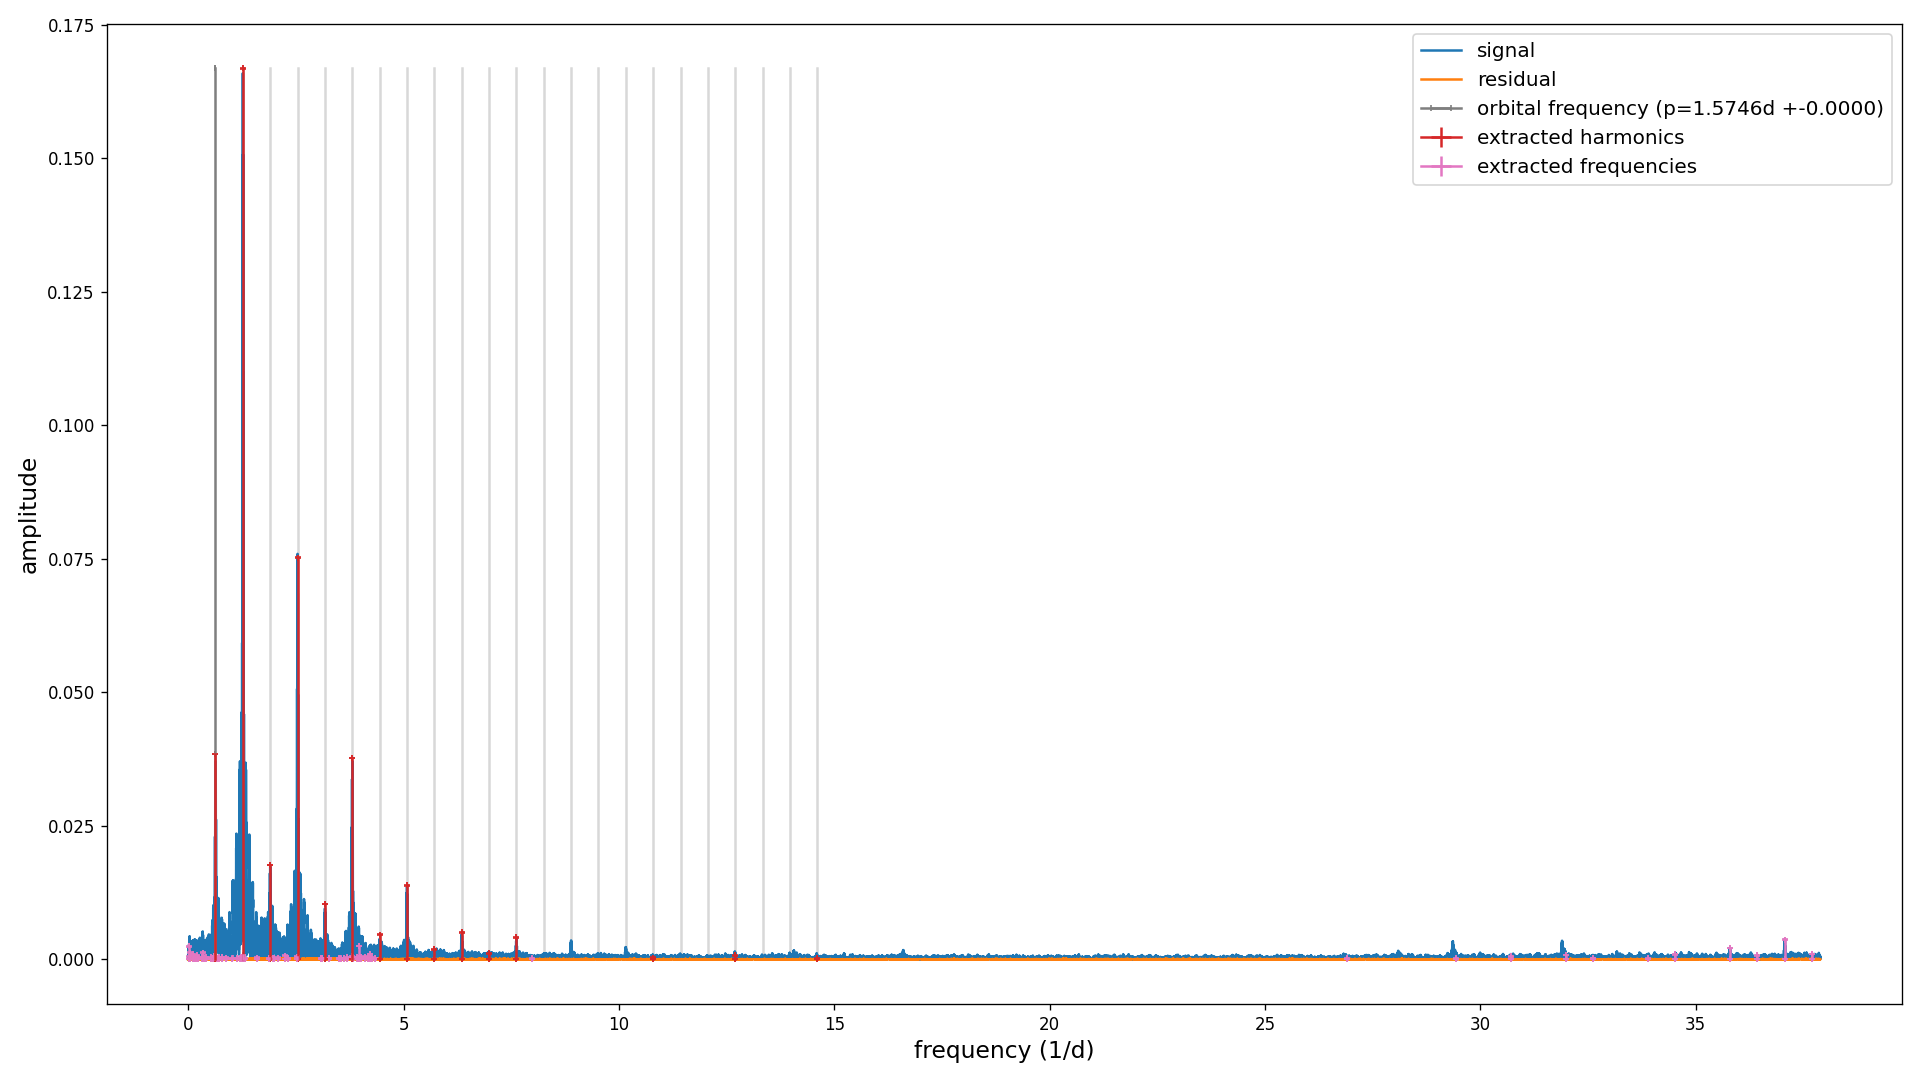 0.175
0.150
0.125
0.100
0.075
0.050
0.025
0.000
amplitude
0 5 10 15 20 25 30 35
frequency (1/d)
signal
residual
orbital frequency (p=1.5746d +-0.0000)
extracted harmonics
extracted frequencies